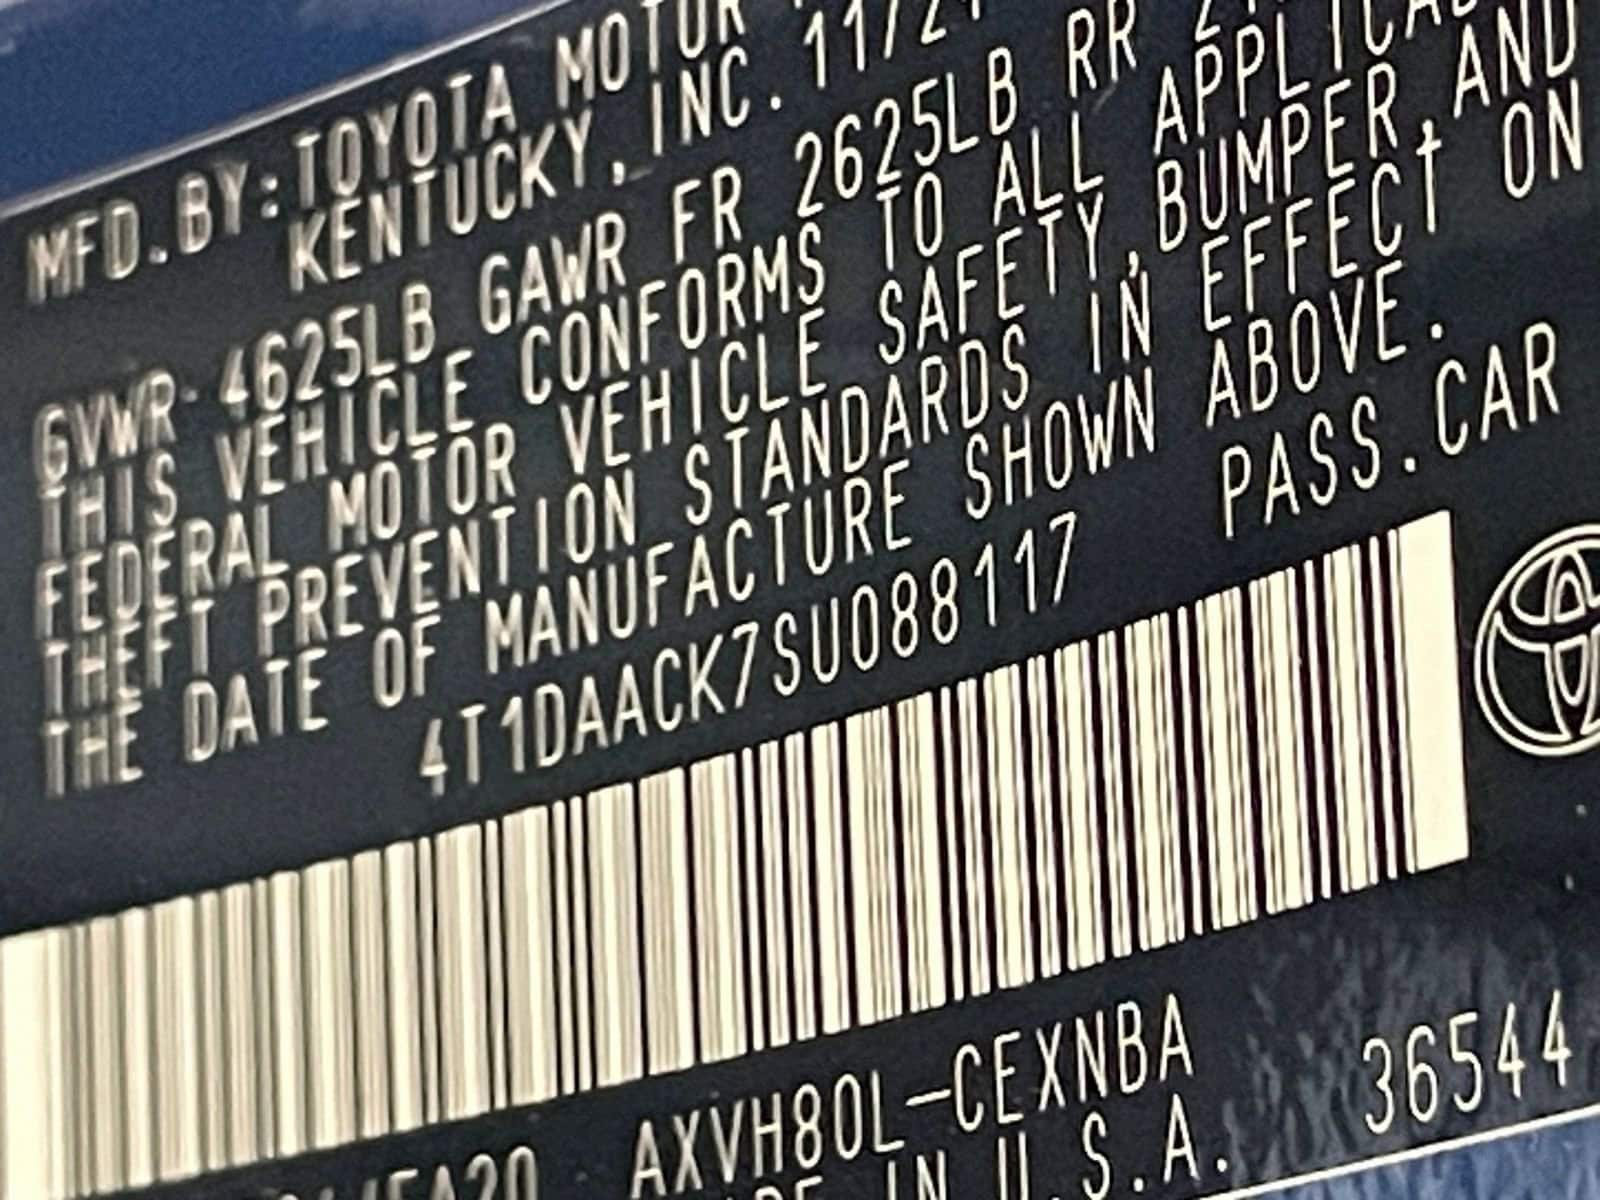 MFD.BY:TOYOTA MOTOR
KENTUCKY, INC. 11/2
GVWR 4625LB GAWR FR 2625LB RR
THIS VEHICLE CONFORMS TO ALL APPLICAB
FEDERAL MOTOR VEHICLE SAFETY,BUMPER,AND
THEFT PREVENTION STANDARDS IN EFFECT ON
THE DATE OF MANUFACTURE SHOWN ABOVE.
4T1DAACK7SU088117 PASS.CAR
AXVH80L-CEXNBA 36544
IN U.S.A.